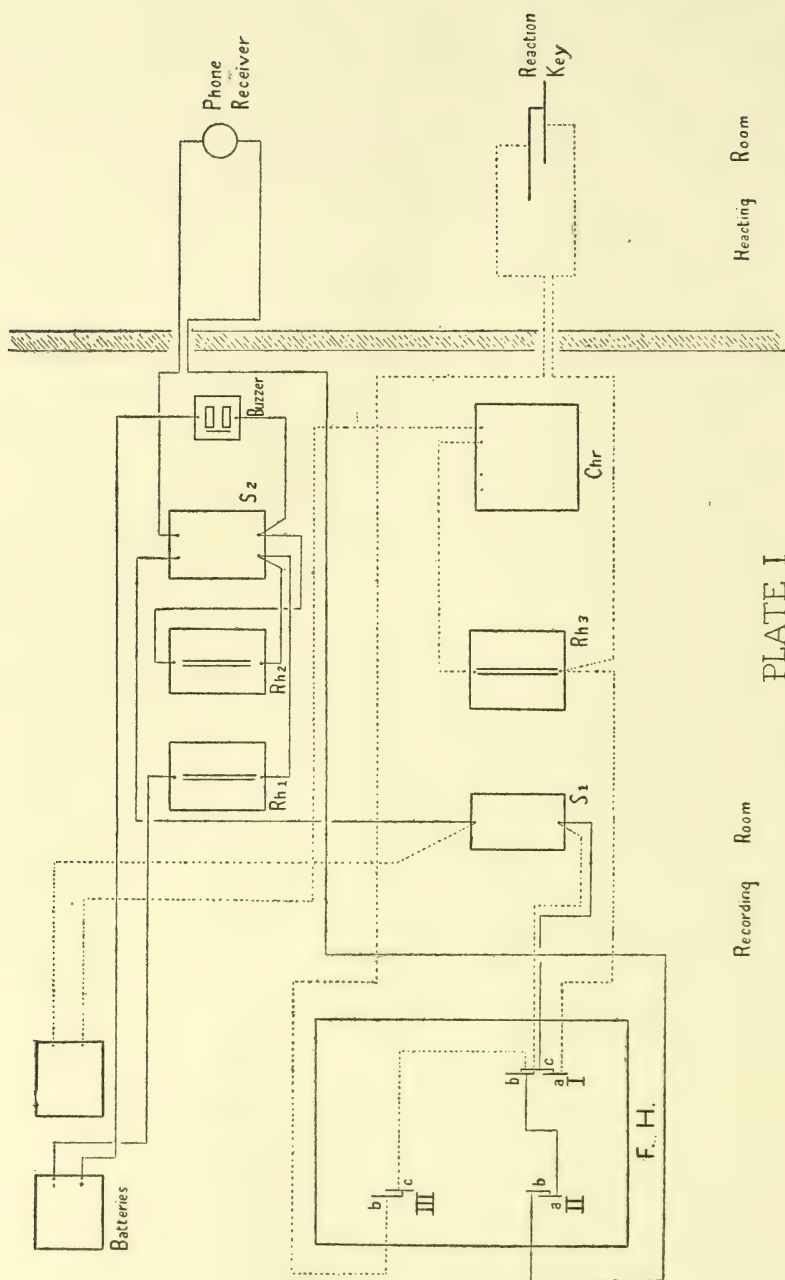 Batteries
Phone
Receiver
Rh1
Rh2
S2
Buzzer
b
c
III
Reaction
Key
b
c
a
I
b
a
II
S1
Rh3
Chr
F. H.
Recording Room
Reacting Room
PLATE I